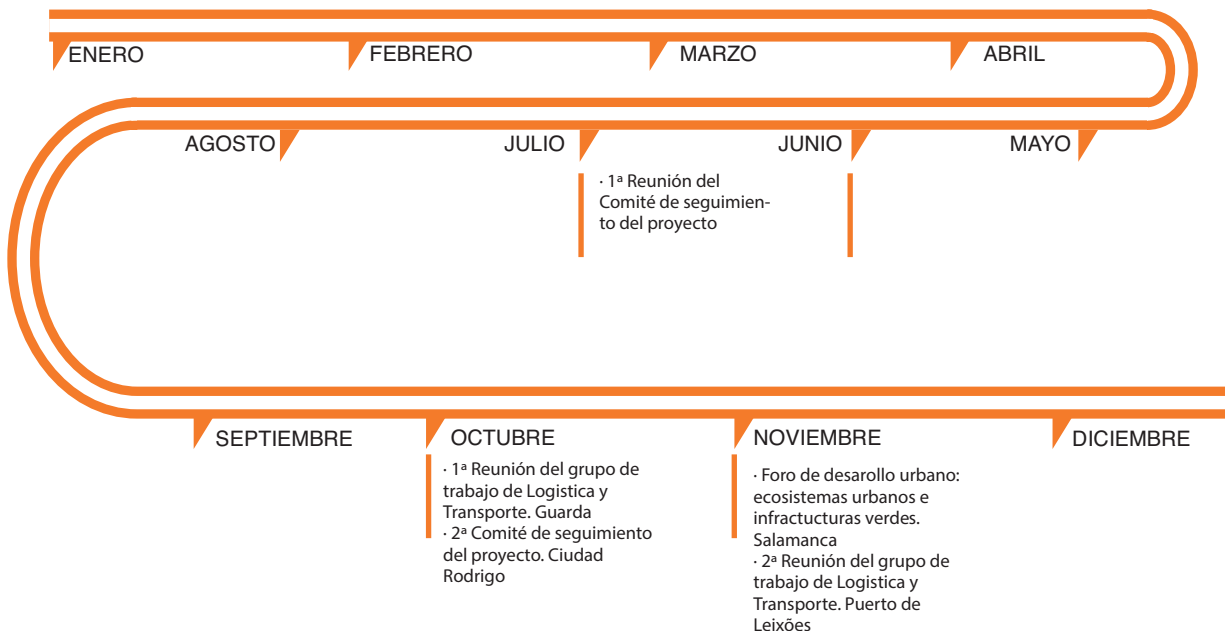 ENERO
FEBRERO
MARZO
ABRIL
MAYO
JUNIO
JULIO
AGOSTO
· 1ª Reunión del
Comité de seguimien-
to del proyecto
SEPTIEMBRE
OCTUBRE
· 1ª Reunión del grupo de
trabajo de Logistica y
Transporte. Guarda
· 2ª Comité de seguimiento
del proyecto. Ciudad
Rodrigo
NOVIEMBRE
· Foro de desarollo urbano:
ecosistemas urbanos e
infractucturas verdes.
Salamanca
· 2ª Reunión del grupo de
trabajo de Logistica y
Transporte. Puerto de
Leixões
DICIEMBRE